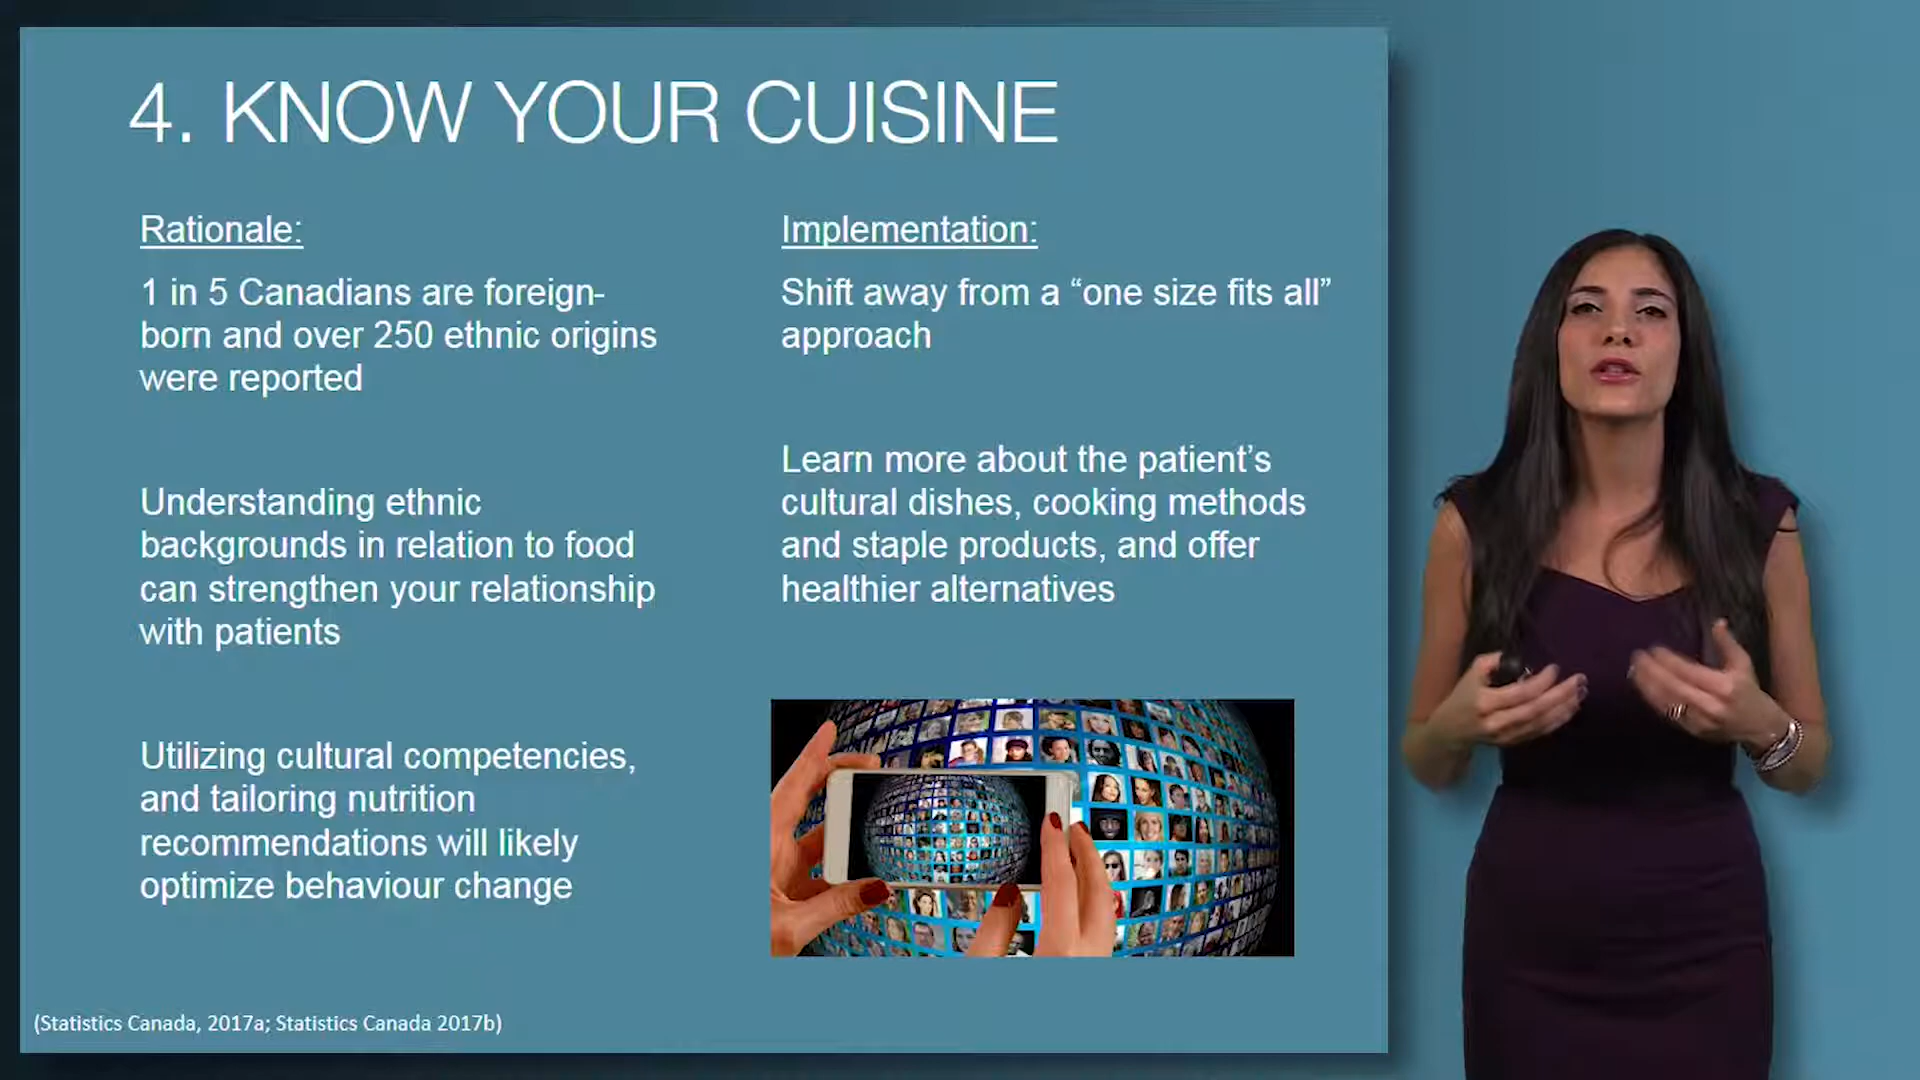 4. KNOW YOUR CUISINE
Rationale:
1 in 5 Canadians are foreign-
born and over 250 ethnic origins
were reported
Understanding ethnic
backgrounds in relation to food
can strengthen your relationship
with patients
Utilizing cultural competencies,
and tailoring nutrition
recommendations will likely
optimize behaviour change
Implementation:
Shift away from a “one size fits all”
approach
Learn more about the patient’s
cultural dishes, cooking methods
and staple products, and offer
healthier alternatives
(Statistics Canada, 2017a; Statistics Canada 2017b)